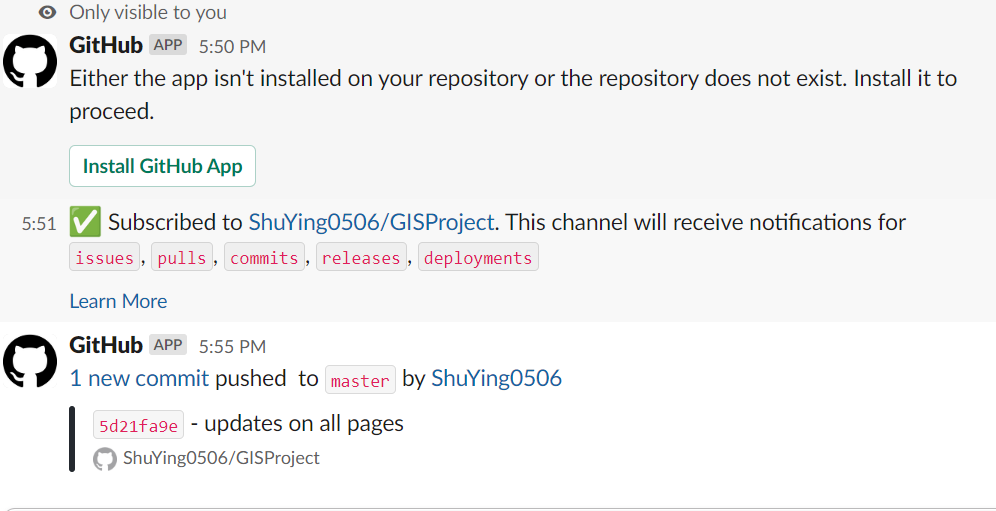 Only visible to you
GitHub APP 5:50 PM
Either the app isn't installed on your repository or the repository does not exist. Install it to
proceed.
Install GitHub App
5:51 ✅ Subscribed to ShuYing0506/GISProject. This channel will receive notifications for
issues, pulls, commits, releases, deployments
Learn More
GitHub APP 5:55 PM
1 new commit pushed to master by ShuYing0506
5d21fa9e - updates on all pages
ShuYing0506/GISProject